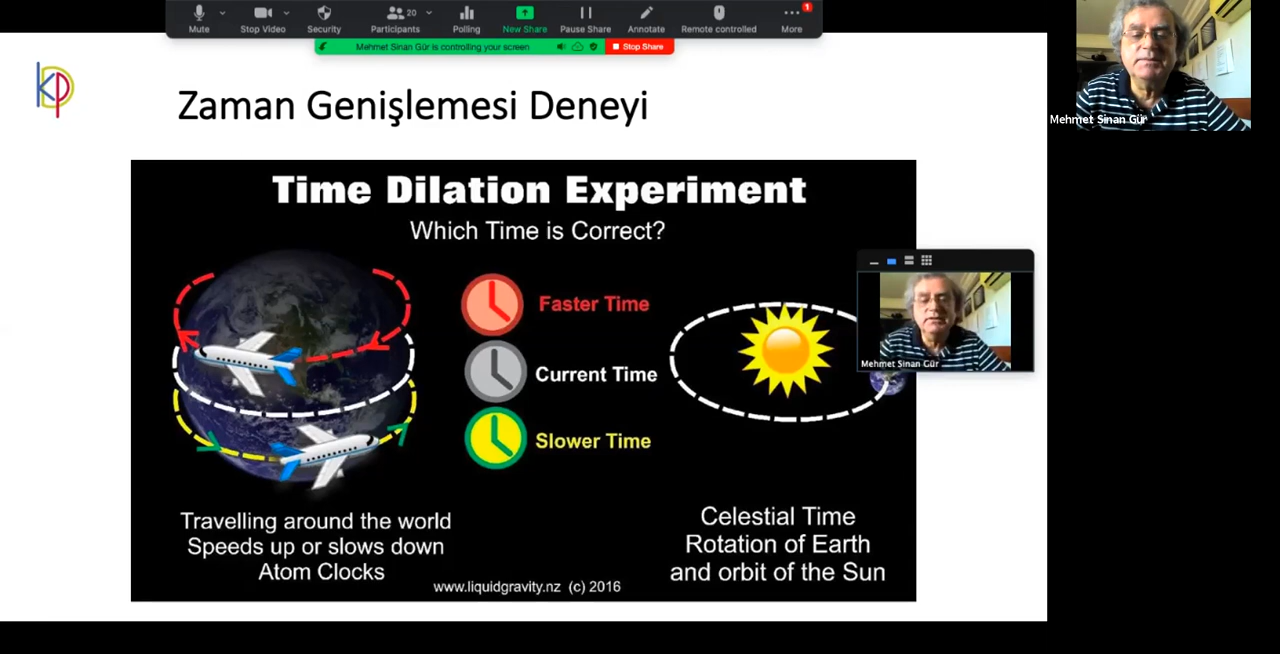 Mute
Stop Video
Security
Participants
20
Polling
New Share
Pause Share
Annotate
Remote controlled
More
1
Mehmet Sinan Gür is controlling your screen
Stop Share
Mehmet Sinan Gür
kp
Zaman Genişlemesi Deneyi
Time Dilation Experiment
Which Time is Correct?
Faster Time
Current Time
Slower Time
Mehmet Sinan Gür
Travelling around the world
Speeds up or slows down
Atom Clocks
Celestial Time
Rotation of Earth
and orbit of the Sun
www.liquidgravity.nz (c) 2016